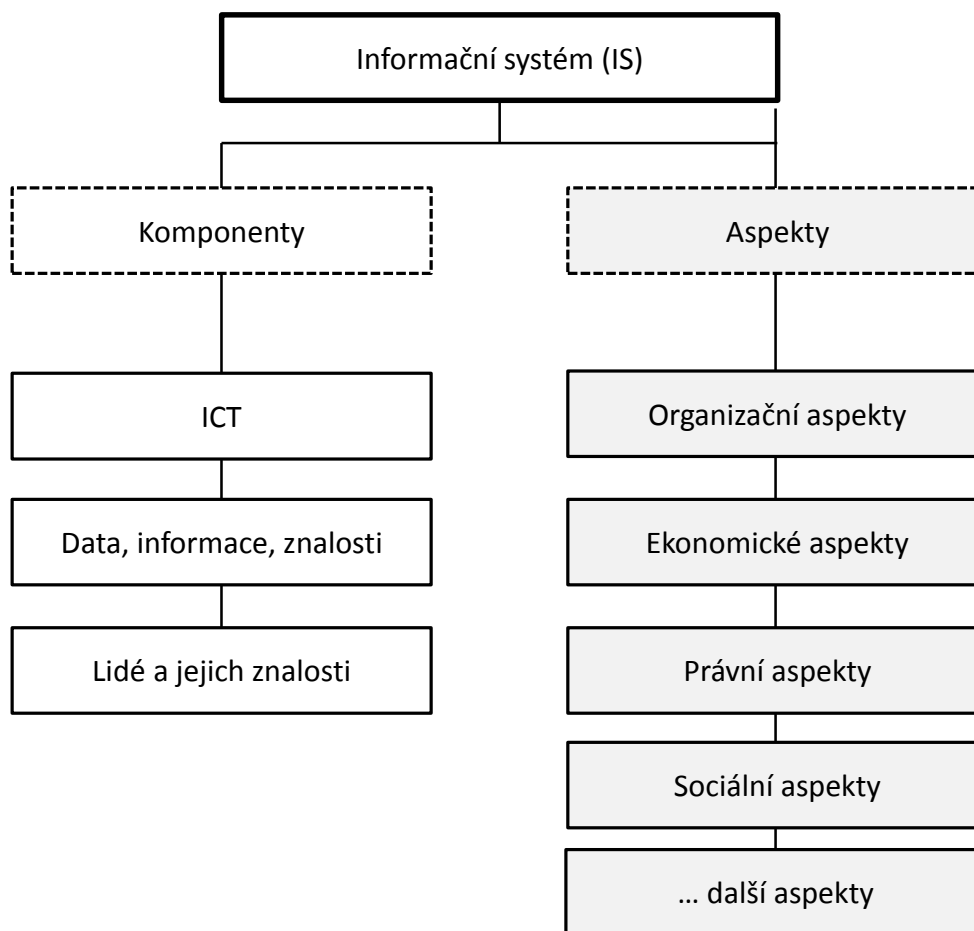 Informační systém (IS)
Komponenty
Aspekty
ICT
Organizační aspekty
Data, informace, znalosti
Ekonomické aspekty
Lidé a jejich znalosti
Právní aspekty
Sociální aspekty
... další aspekty